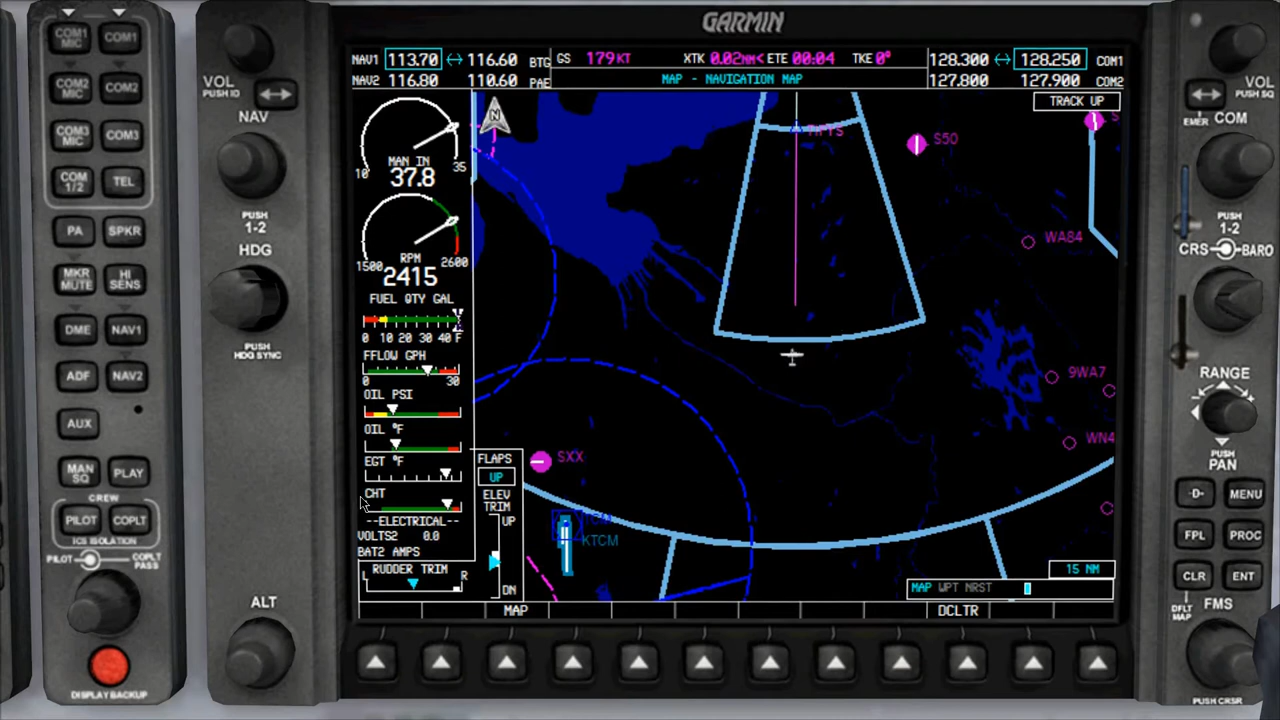 GARMIN
COM1 MIC
COM1
COM2 MIC
COM2
COM3 MIC
COM3
COM 1/2
TEL
PA
SPKR
MKR MUTE
HI SENS
DME
NAV1
ADF
NAV2
AUX
MAN SQ
PLAY
CREW
PILOT
COPLT
ICS ISOLATION
PILOT
COPLT PASS
DISPLAY BACKUP
VOL
PUSH ID
NAV
PUSH
1-2
HDG
PUSH
HDG SYNC
ALT
NAV1 113.70 ↔ 116.60 BTG GS 179KT XTK 0.02NM< ETE 00:04 TKE 0° 128.300 ↔ 128.250 COM1
NAV2 116.80 110.60 PAE MAP - NAVIGATION MAP 127.800 127.900 COM2
TRACK UP
N
S50
S
WA84
9WA7
WN4
SXX
KTCM
MAN IN
10 35
37.8
1500 2600
RPM
2415
FUEL QTY GAL
0 10 20 30 40 F
FFLOW GPH
0 30
OIL PSI
OIL °F
EGT °F
CHT
--ELECTRICAL--
VOLTS2 0.0
BAT2 AMPS
RUDDER TRIM
L R
FLAPS
UP
ELEV
TRIM
UP
DN
15 NM
MAP WPT NRST
MAP
DCLTR
VOL
PUSH SQ
EMER COM
PUSH
1-2
CRS BARO
RANGE
PUSH
PAN
-D-
MENU
FPL
PROC
CLR
ENT
DFLT MAP
FMS
PUSH CRSR